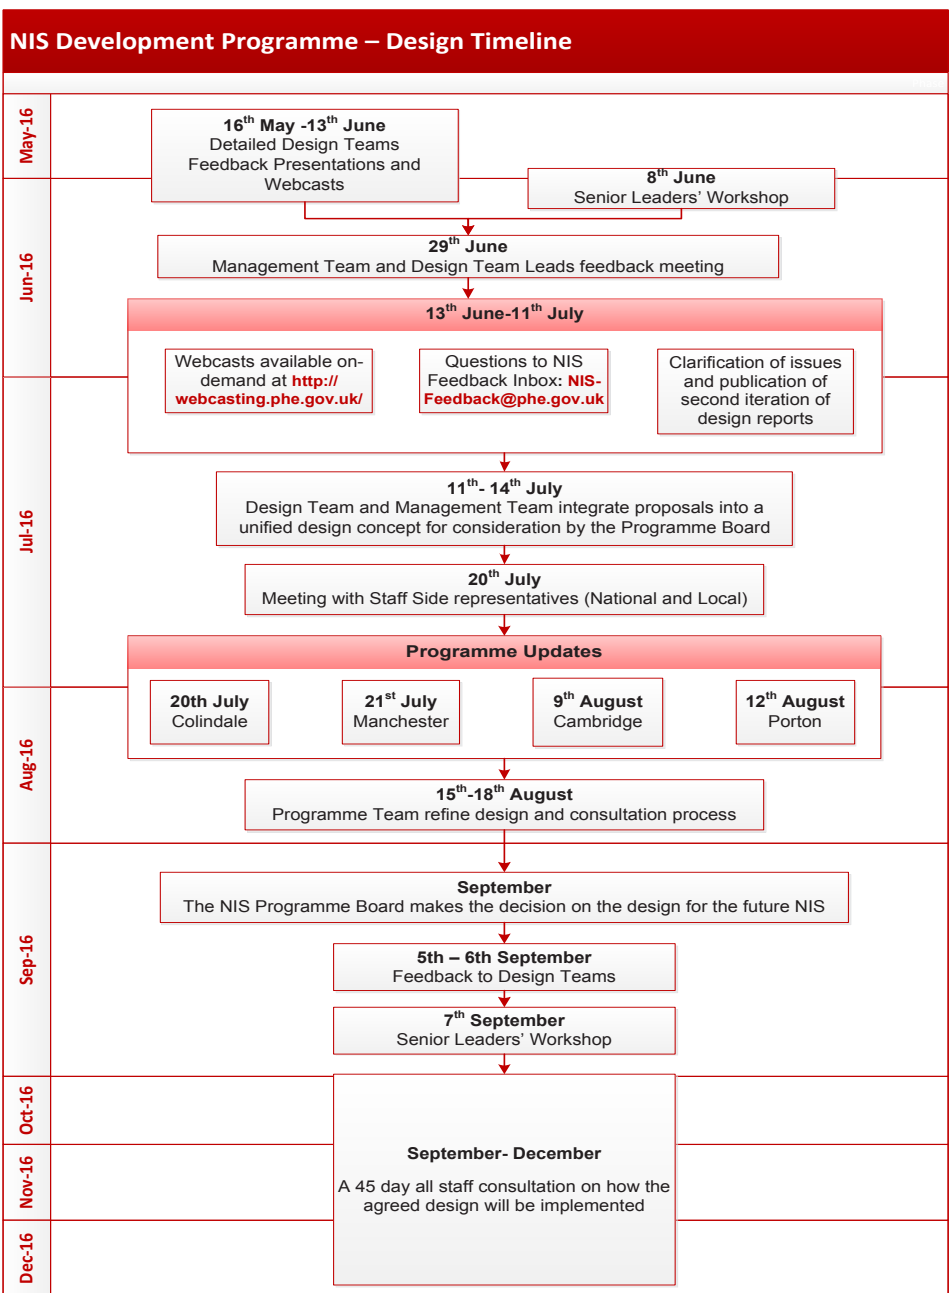 NIS Development Programme – Design Timeline
May-16
16th May -13th June
Detailed Design Teams
Feedback Presentations and
Webcasts
8th June
Senior Leaders' Workshop
Jun-16
29th June
Management Team and Design Team Leads feedback meeting
13th June-11th July
Webcasts available on-
demand at http://
webcasting.phe.gov.uk/
Questions to NIS
Feedback Inbox: NIS-
Feedback@phe.gov.uk
Clarification of issues
and publication of
second iteration of
design reports
Jul-16
11th- 14th July
Design Team and Management Team integrate proposals into a
unified design concept for consideration by the Programme Board
20th July
Meeting with Staff Side representatives (National and Local)
Programme Updates
20th July
Colindale
21st July
Manchester
9th August
Cambridge
12th August
Porton
Aug-16
15th-18th August
Programme Team refine design and consultation process
Sep-16
September
The NIS Programme Board makes the decision on the design for the future NIS
5th – 6th September
Feedback to Design Teams
7th September
Senior Leaders' Workshop
Oct-16
Nov-16
Dec-16
September- December
A 45 day all staff consultation on how the
agreed design will be implemented